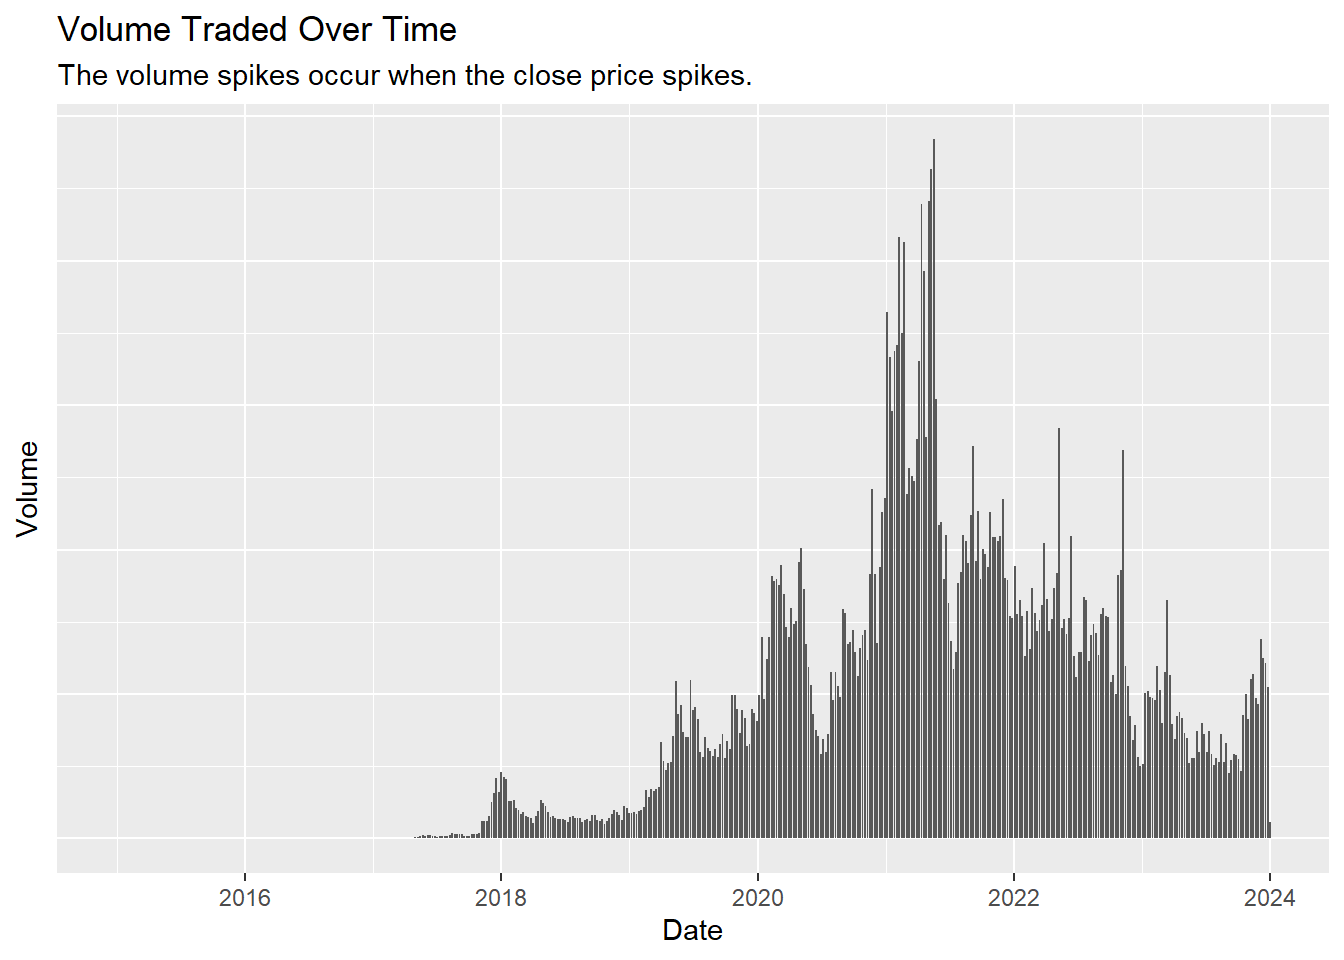 Volume Traded Over Time
The volume spikes occur when the close price spikes.
Volume
2016 2018 2020 2022 2024
Date